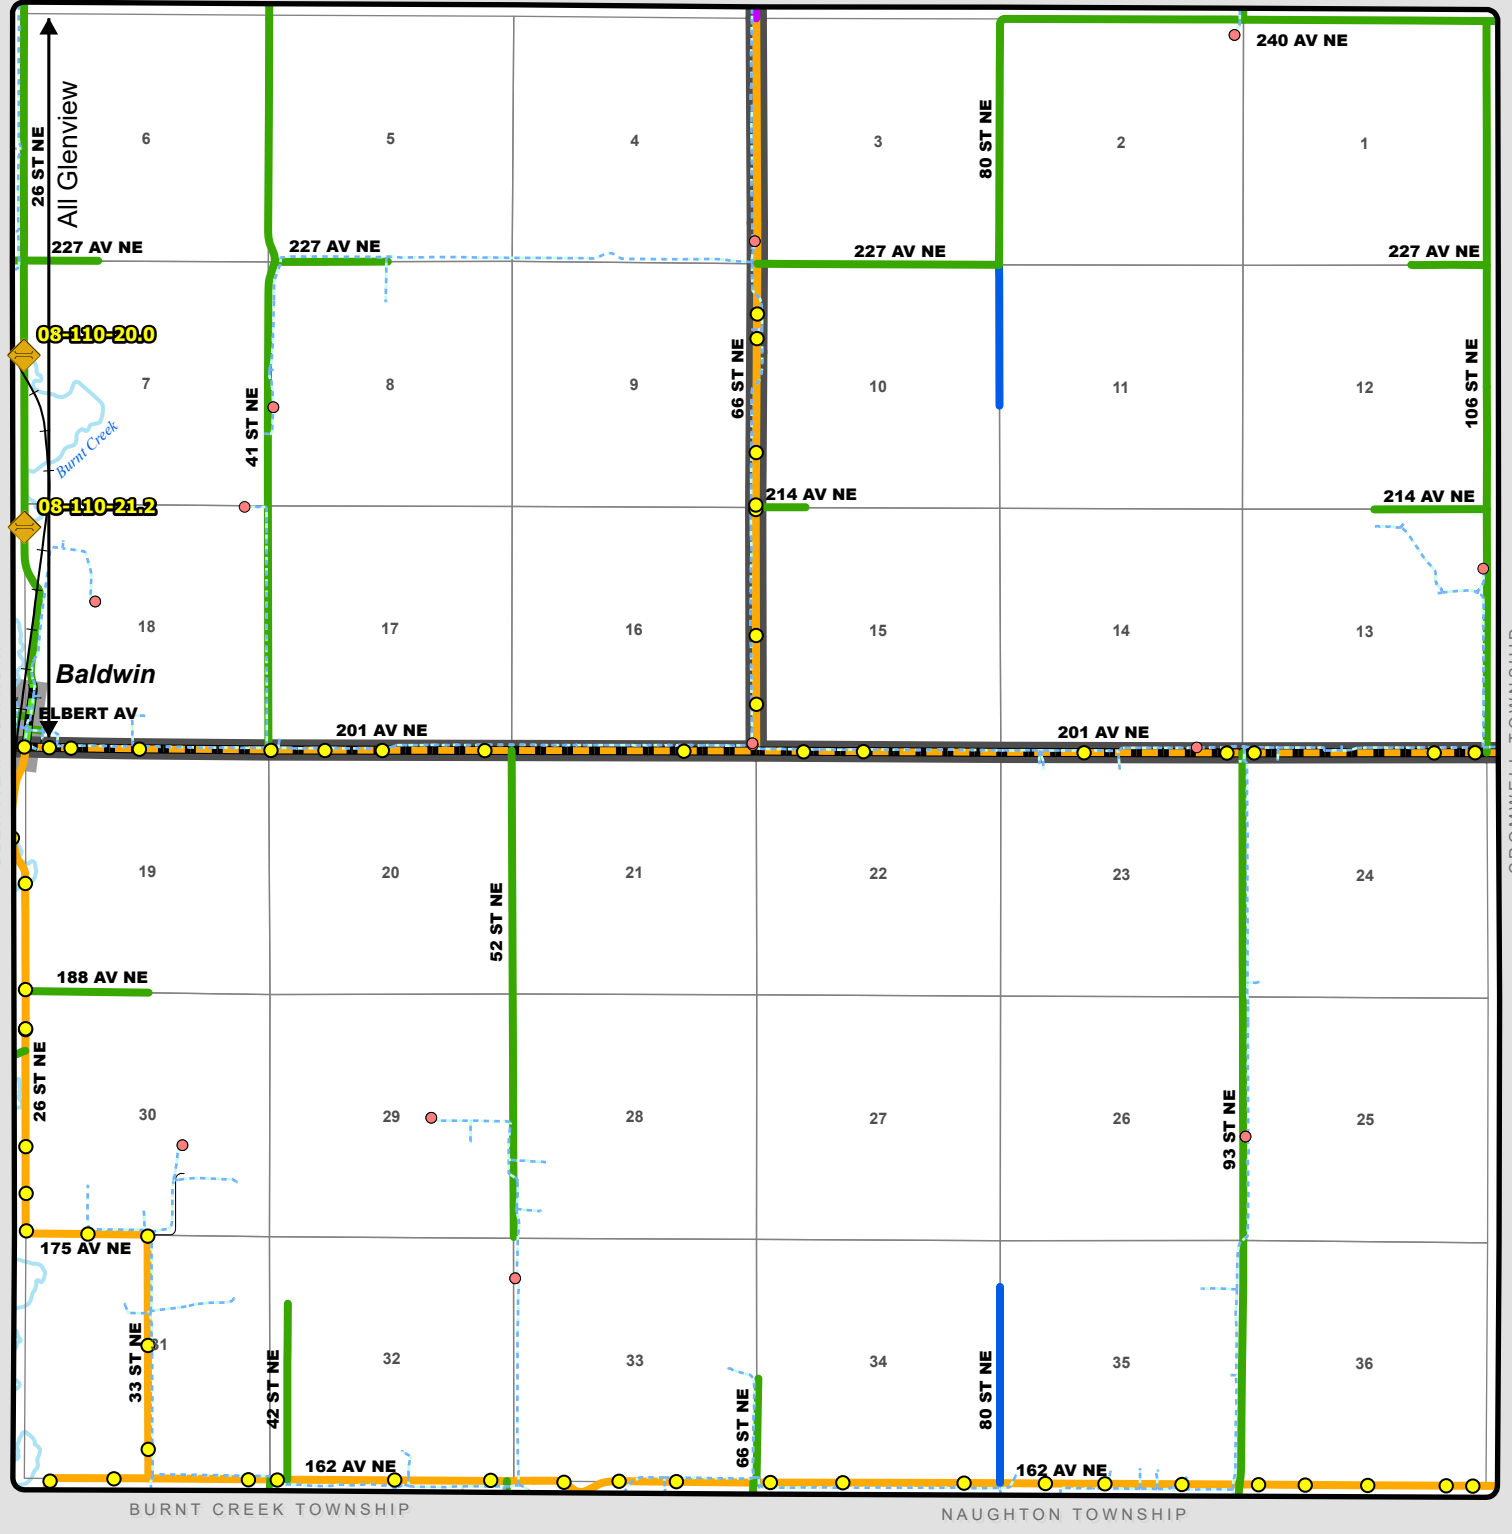 240 AV NE
26 ST NE
All Glenview
80 ST NE
6
5
4
3
2
1
227 AV NE
227 AV NE
227 AV NE
227 AV NE
08-110-20.0
7
8
9
10
11
12
Burnt Creek
41 ST NE
66 ST NE
106 ST NE
08-110-21.2
214 AV NE
214 AV NE
18
17
16
15
14
13
Baldwin
ELBERT AV
201 AV NE
201 AV NE
19
20
21
22
23
24
52 ST NE
188 AV NE
26 ST NE
30
29
28
27
26
25
93 ST NE
175 AV NE
33 ST NE
31
42 ST NE
32
33
34
35
36
66 ST NE
80 ST NE
162 AV NE
162 AV NE
BURNT CREEK TOWNSHIP
NAUGHTON TOWNSHIP